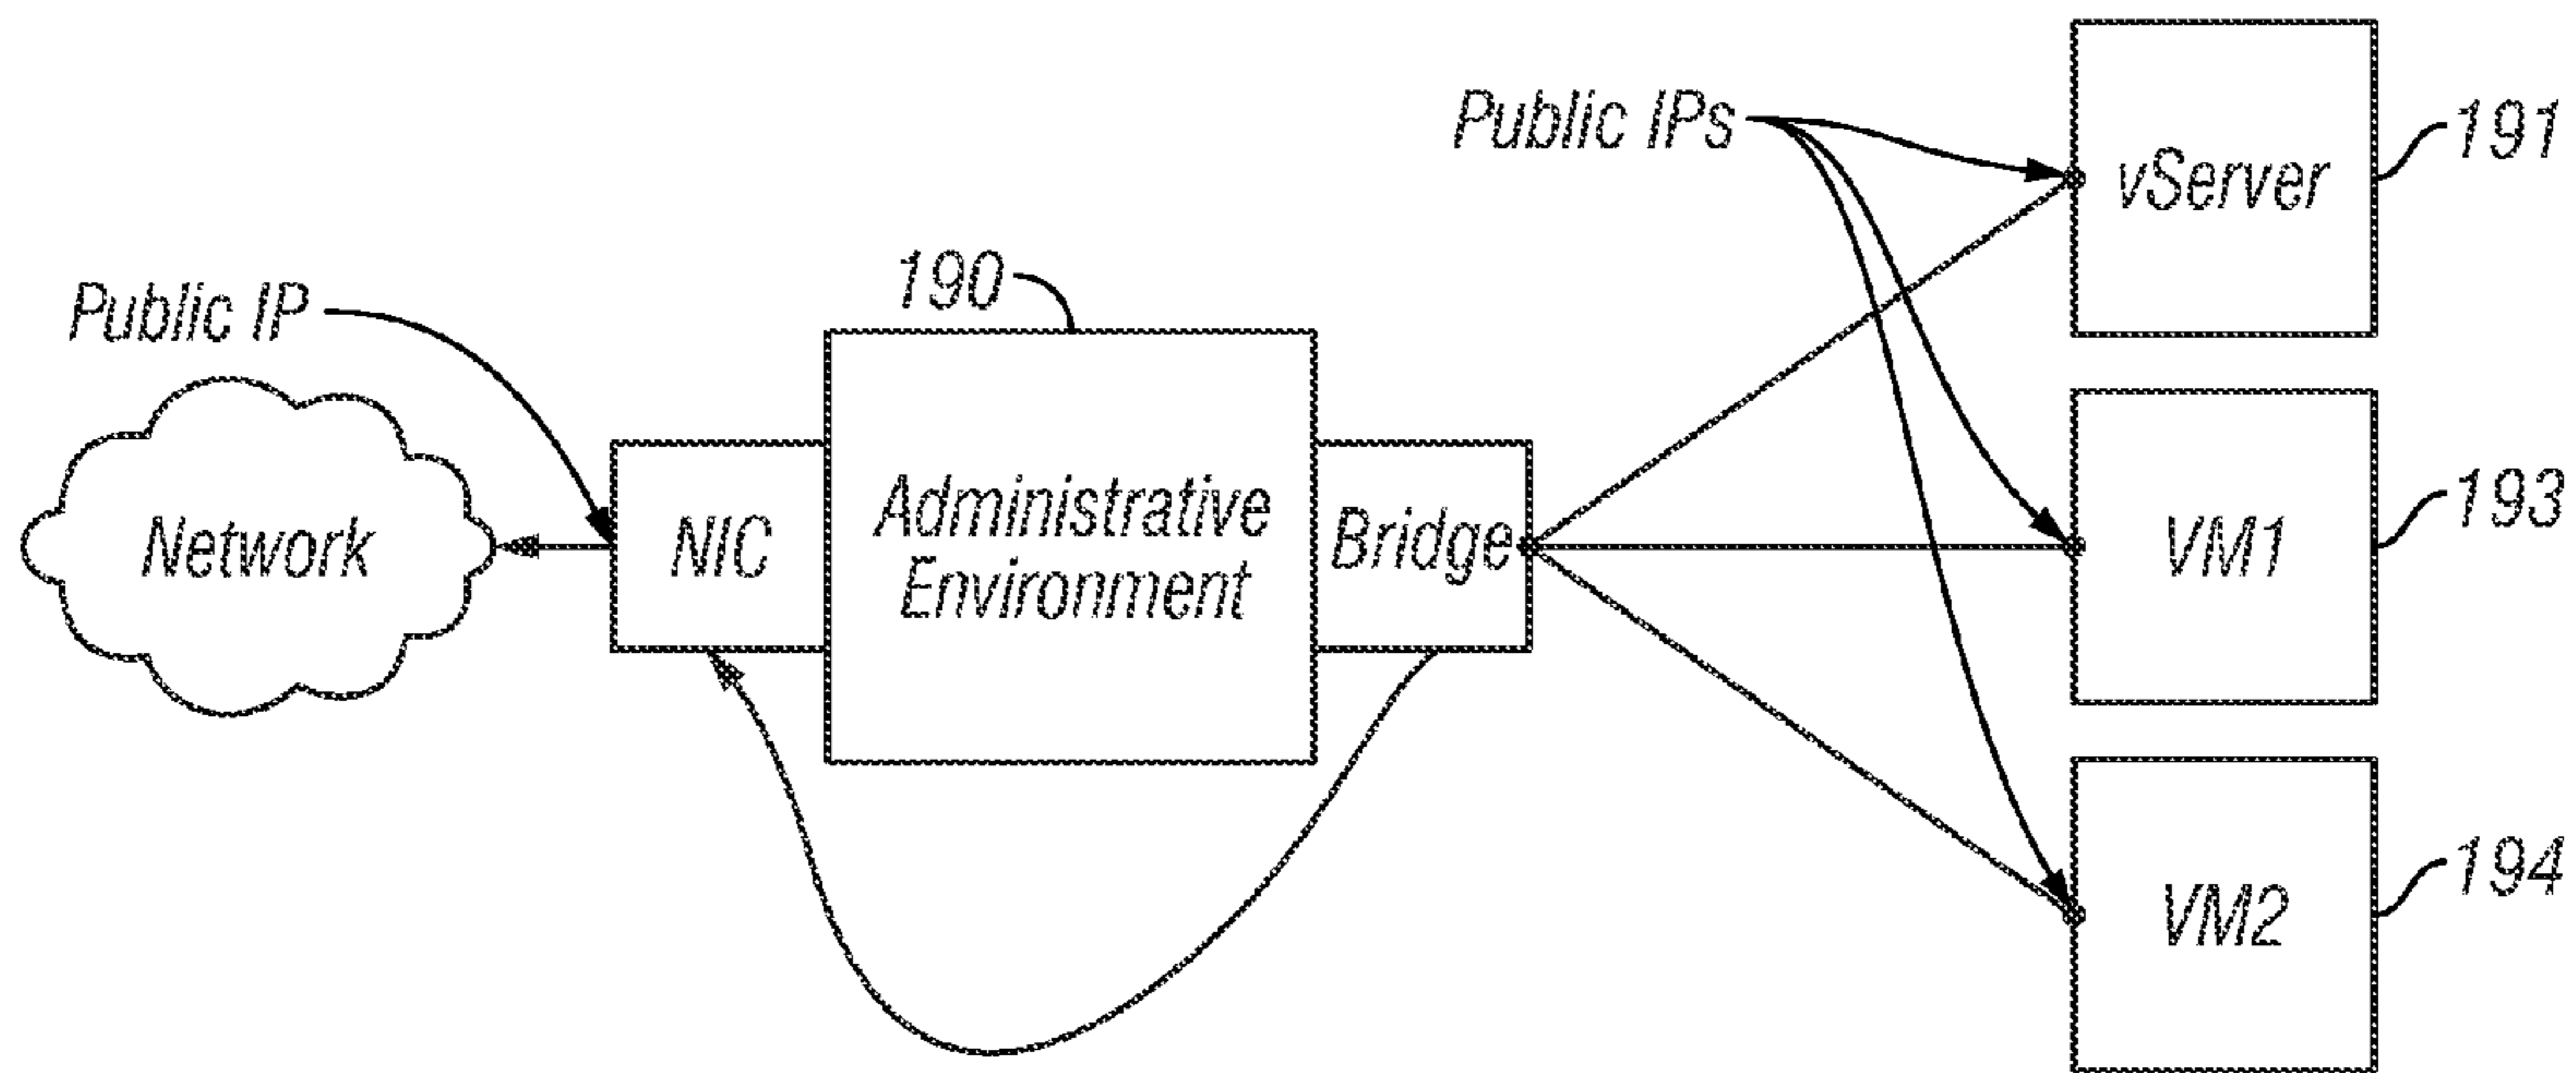 Public IPs
vServer
191
190
Public IP
Network
NIC
Administrative
Environment
Bridge
VM1
193
VM2
194